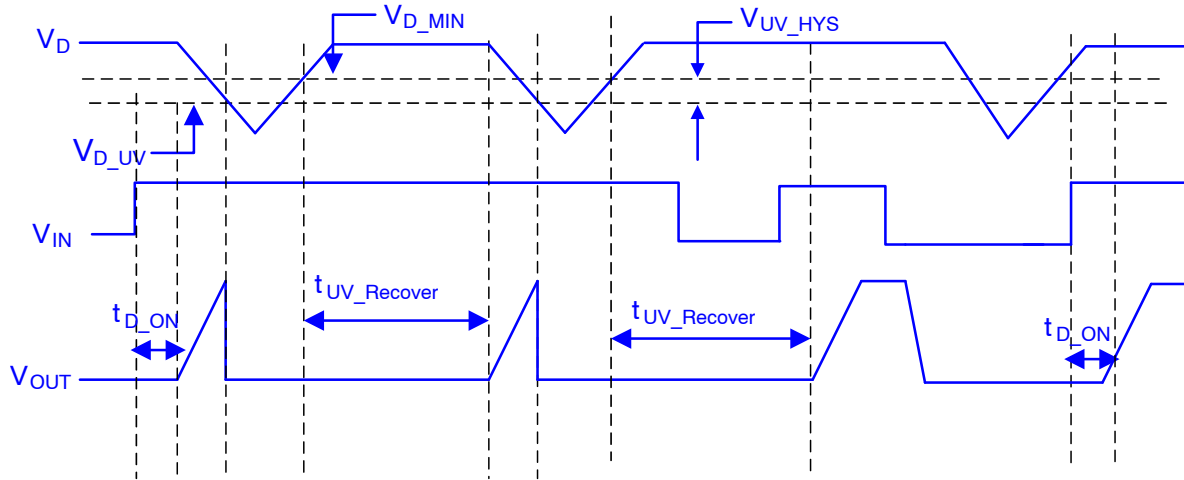 V_D_MIN
V_UV_HYS
V_D
V_D_UV
V_IN
t_UV_Recover
t_D_ON
t_UV_Recover
t_D_ON
V_OUT